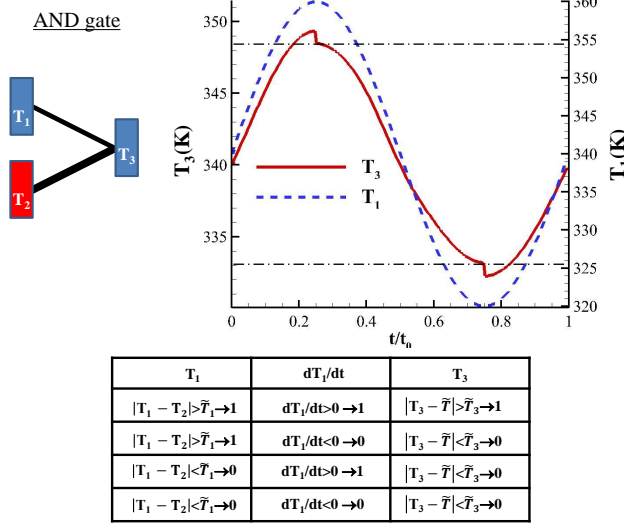 AND gate
T₁
T₂
T₃
T₃(K)
350
345
340
335
T₃
T₁
0
0.2
0.4
0.6
0.8
1
t/t₀
360
355
350
345
340
335
330
325
320
T₁(K)
T₁ dT₁/dt T₃
|T₁ − T₂|>T̃₁→1 dT₁/dt>0→1 |T₃ − T̃|>T̃₃→1
|T₁ − T₂|>T̃₁→1 dT₁/dt<0→0 |T₃ − T̃|<T̃₃→0
|T₁ − T₂|<T̃₁→0 dT₁/dt>0→1 |T₃ − T̃|<T̃₃→0
|T₁ − T₂|<T̃₁→0 dT₁/dt<0→0 |T₃ − T̃|<T̃₃→0